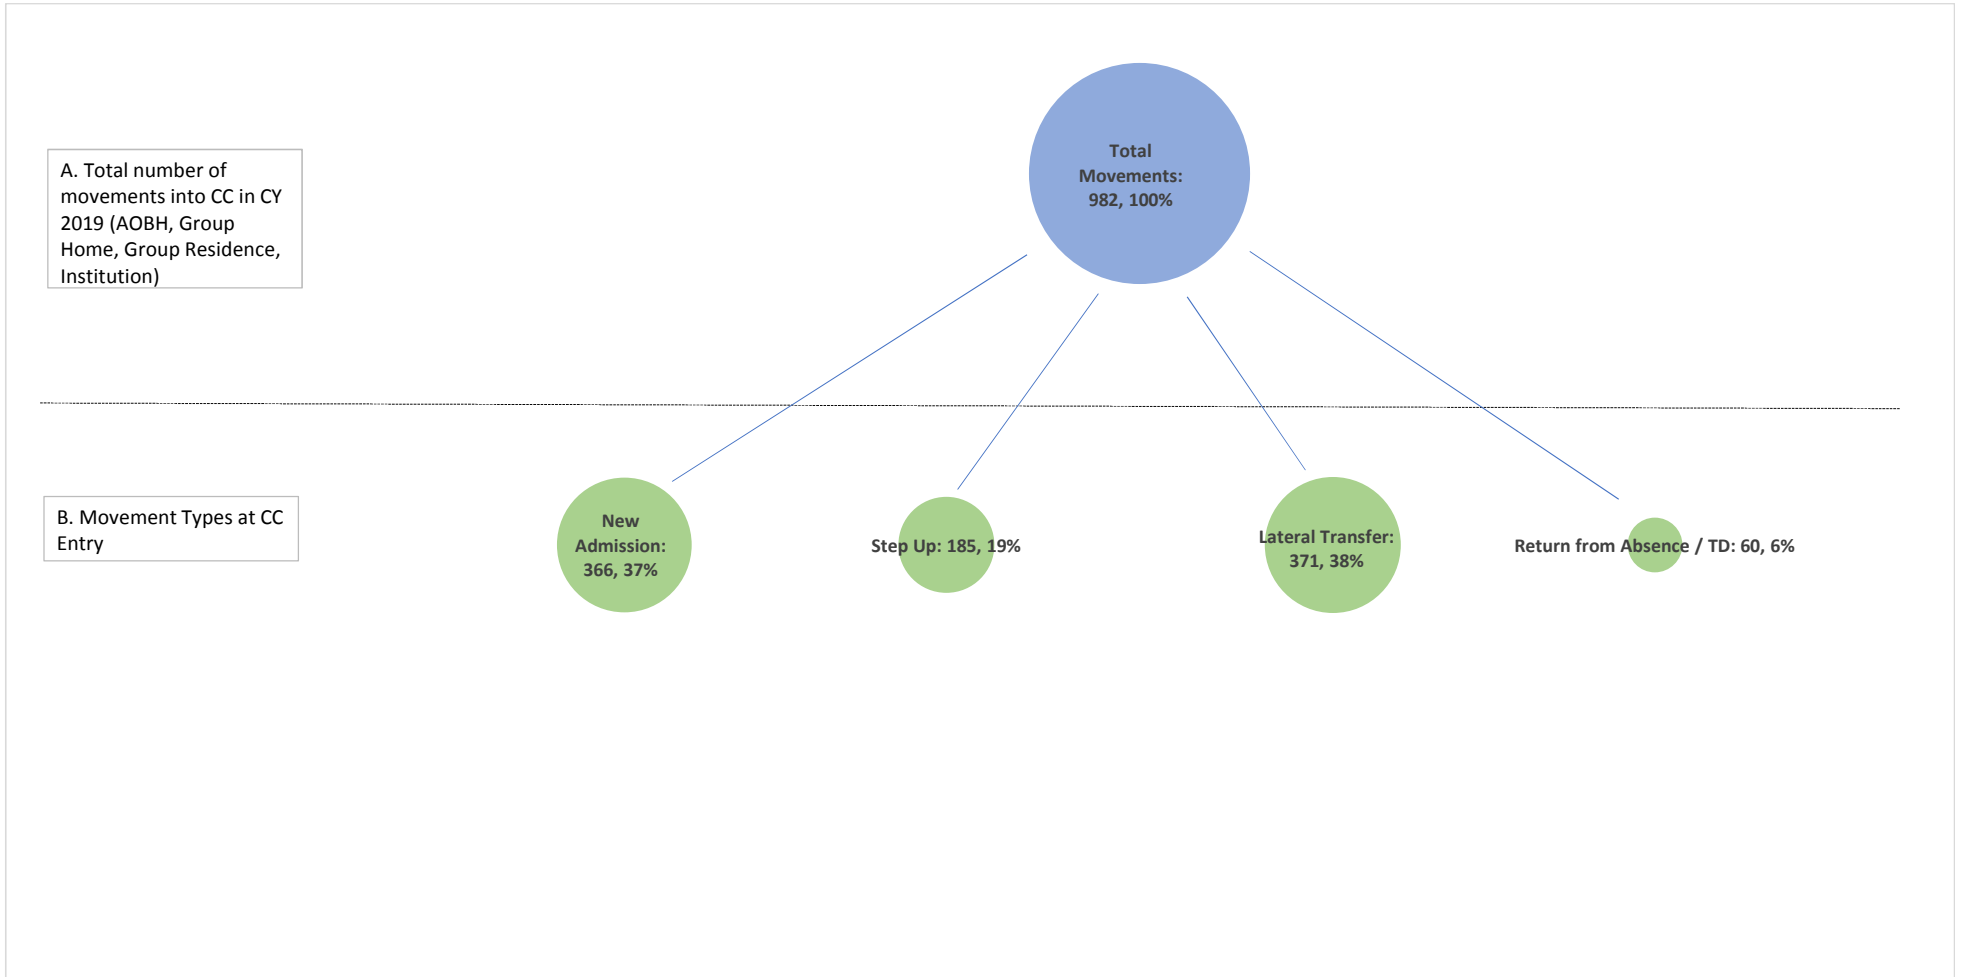 Total
Movements:
982, 100%
A. Total number of
movements into CC in CY
2019 (AOBH, Group
Home, Group Residence,
Institution)
B. Movement Types at CC
Entry
New
Admission:
366, 37%
Step Up: 185, 19%
Lateral Transfer:
371, 38%
Return from Absence / TD: 60, 6%